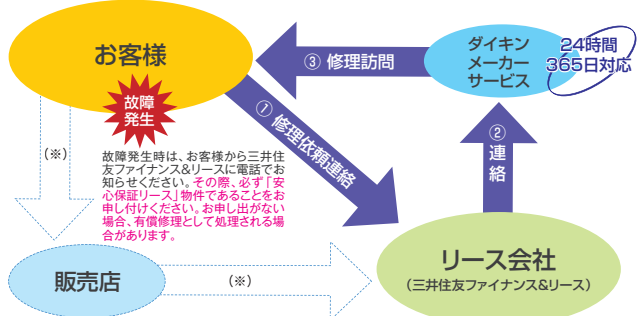 お客様
故障
発生
③ 修理訪問
ダイキン
メーカー
サービス
24時間
365日対応
① 修理依頼連絡
②
連
絡
(※)
故障発生時は、お客様から三井住
友ファイナンス&リースに電話でお
知らせください。その際、必ず「安
心保証リース」物件であることをお
申し付けください。お申し出がない
場合、有償修理として処理される場
合があります。
販売店
(※)
リース会社
(三井住友ファイナンス&リース)